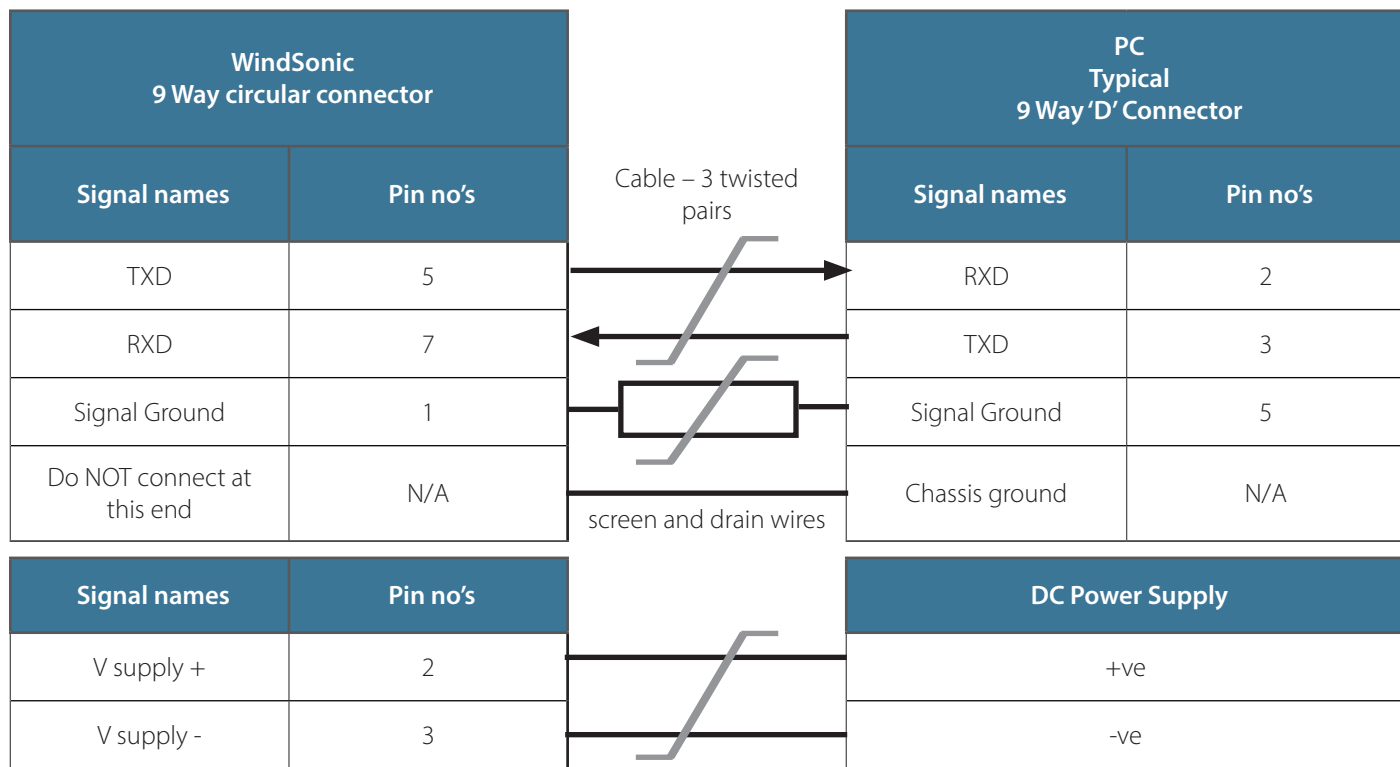 WindSonic
9 Way circular connector
PC
Typical
9 Way ‘D’ Connector
Signal names
Pin no’s
Cable – 3 twisted
pairs
Signal names
Pin no’s
TXD
5
RXD
2
RXD
7
TXD
3
Signal Ground
1
Signal Ground
5
Do NOT connect at
this end
N/A
screen and drain wires
Chassis ground
N/A
Signal names
Pin no’s
DC Power Supply
V supply +
2
+ve
V supply -
3
-ve